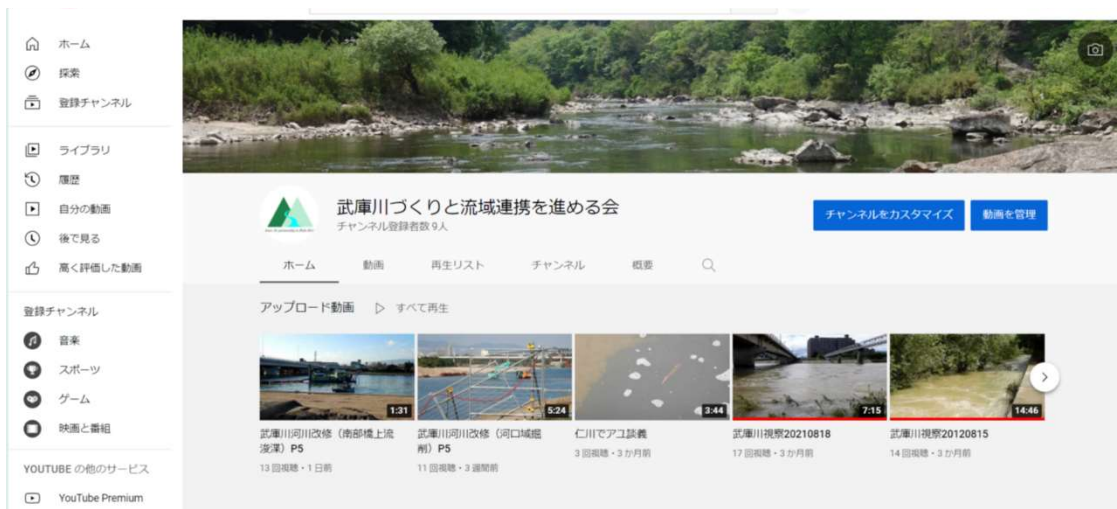 ホーム
探索
登録チャンネル
ライブラリ
履歴
自分の動画
後で見る
高く評価した動画
登録チャンネル
音楽
スポーツ
ゲーム
映画と番組
YOUTUBE の他のサービス
YouTube Premium
武庫川づくりと流域連携を進める会
チャンネル登録者数 9人
チャンネルをカスタマイズ
動画を管理
ホーム 動画 再生リスト チャンネル 概要
アップロード動画 すべて再生
1:31
5:24
3:44
7:15
14:46
武庫川河川改修（南部橋上流
浚渫）P5
13 回視聴・1 日前
武庫川河川改修（河口域掘
削）P5
11 回視聴・3 週間前
仁川でアユ談義
3 回視聴・3 か月前
武庫川視察20210818
17 回視聴・3 か月前
武庫川視察20120815
14 回視聴・3 か月前